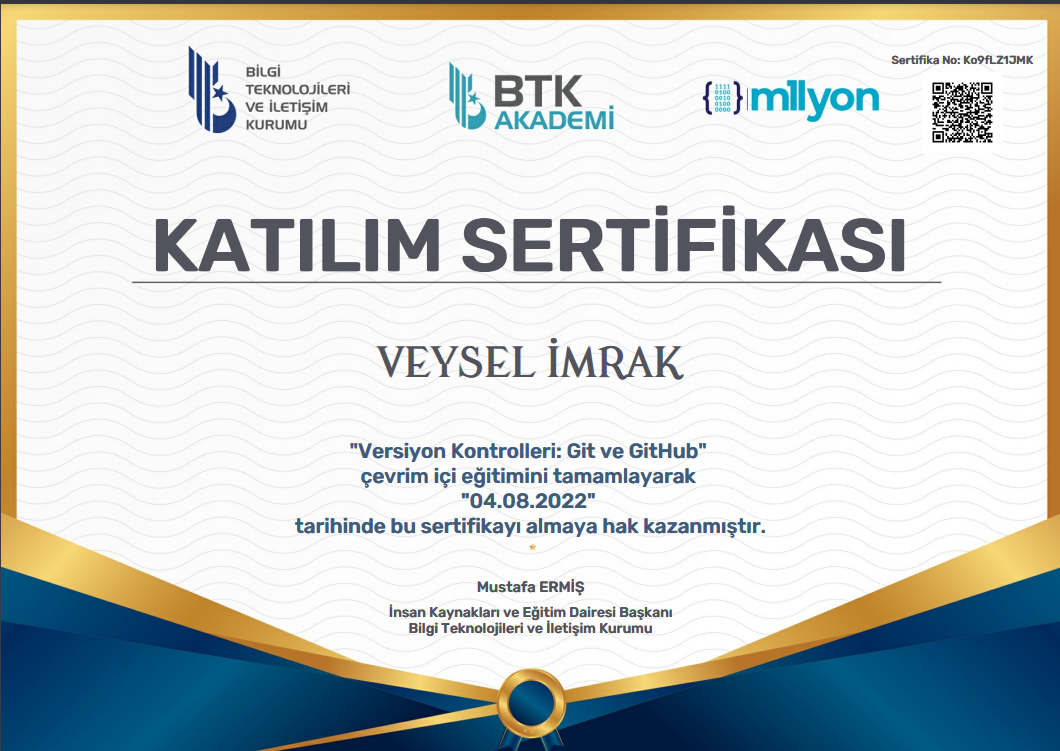 BİLGİ
TEKNOLOJİLERİ
VE İLETİŞİM
KURUMU
BTK
AKADEMİ
1111
0100
0010
0100
0000
m1lyon
Sertifika No: Ko9fLZ1JMK
KATILIM SERTİFİKASI
VEYSEL İMRAK
"Versiyon Kontrolleri: Git ve GitHub"
çevrim içi eğitimini tamamlayarak
"04.08.2022"
tarihinde bu sertifikayı almaya hak kazanmıştır.
Mustafa ERMİŞ
İnsan Kaynakları ve Eğitim Dairesi Başkanı
Bilgi Teknolojileri ve İletişim Kurumu